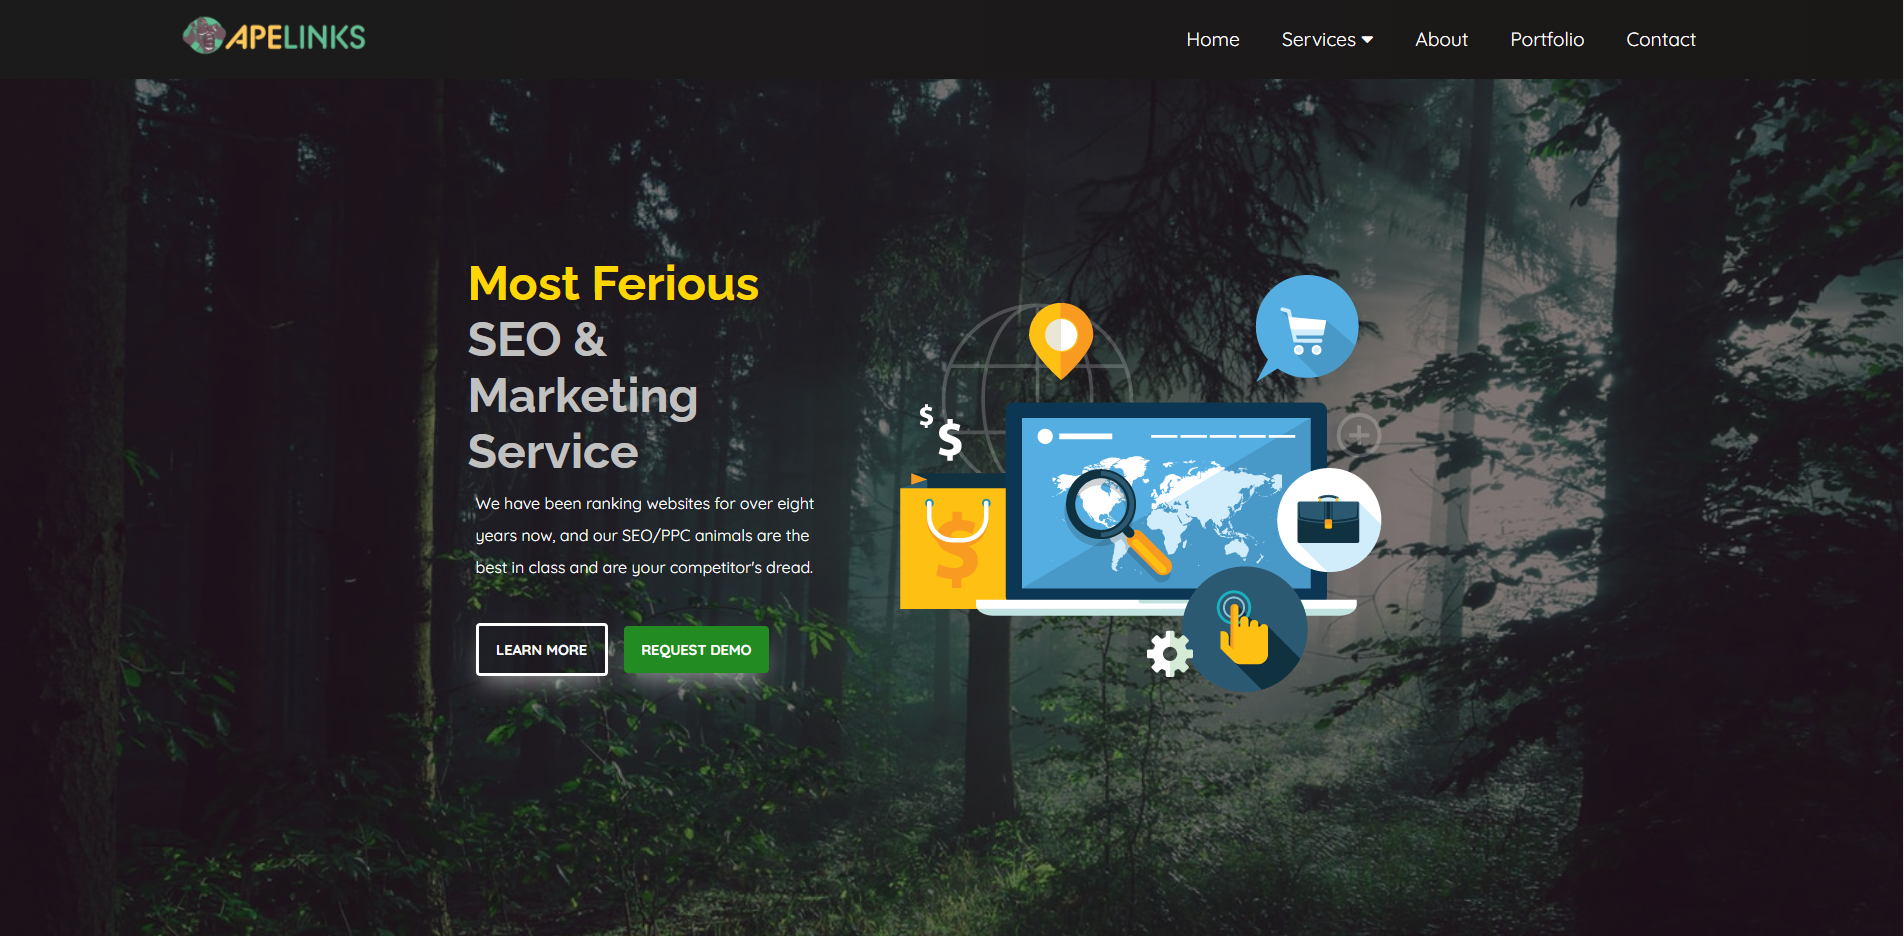 APELINKS
Home Services About Portfolio Contact
Most Ferious
SEO &
Marketing
Service
We have been ranking websites for over eight
years now, and our SEO/PPC animals are the
best in class and are your competitor's dread.
LEARN MORE REQUEST DEMO
$
$
$